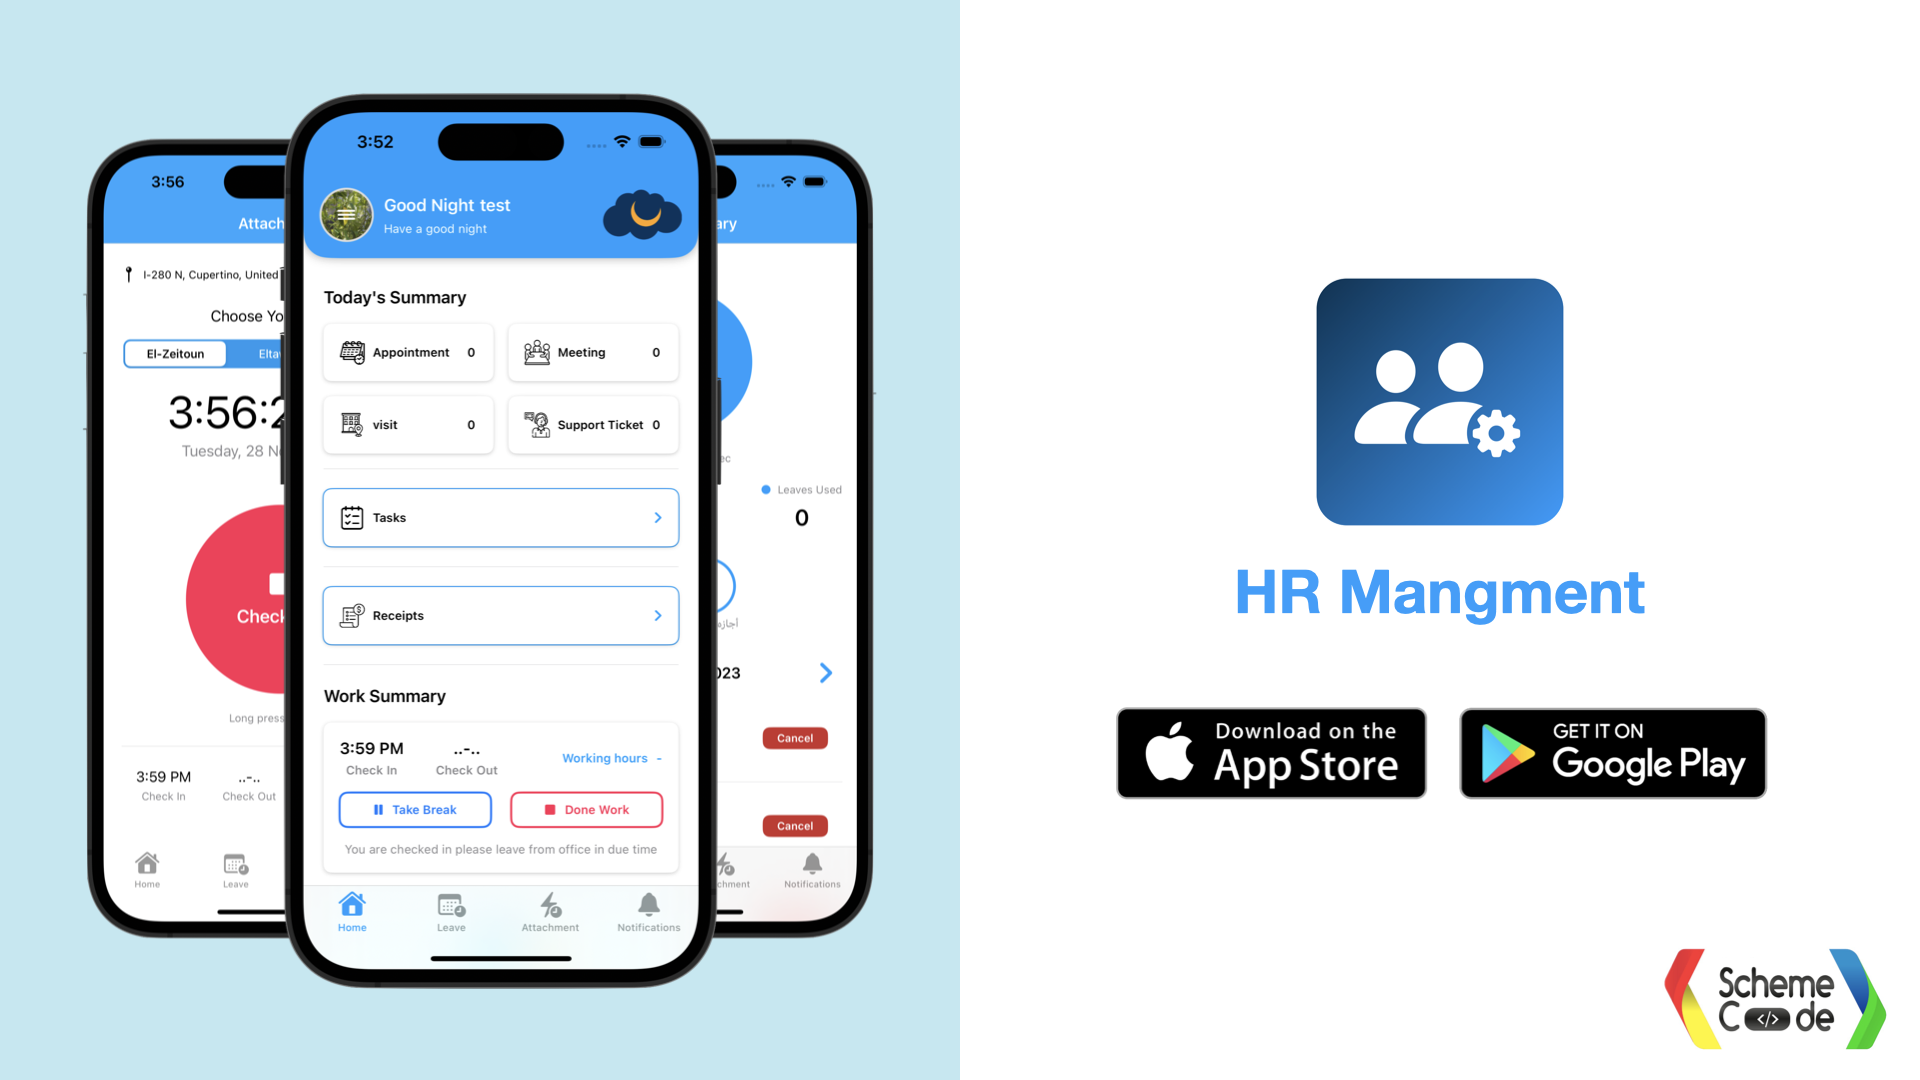 3:56
Attach
I-280 N, Cupertino, United
Choose Yo
El-Zeitoun
Elta
3:56:2
Tuesday, 28 N
Check
Long press
3:59 PM
Check In
..-..
Check Out
Home
Leave
3:52
Good Night test
Have a good night
Today's Summary
Appointment 0
Meeting 0
visit 0
Support Ticket 0
Tasks
Receipts
Work Summary
3:59 PM
Check In
..-..
Check Out
Working hours -
Take Break
Done Work
You are checked in please leave from office in due time
Home
Leave
Attachment
Notifications
ary
ec
Leaves Used
0
أجازه
023
Cancel
Cancel
chment
Notifications
HR Mangment
Download on the
App Store
GET IT ON
Google Play
Scheme
C</>de